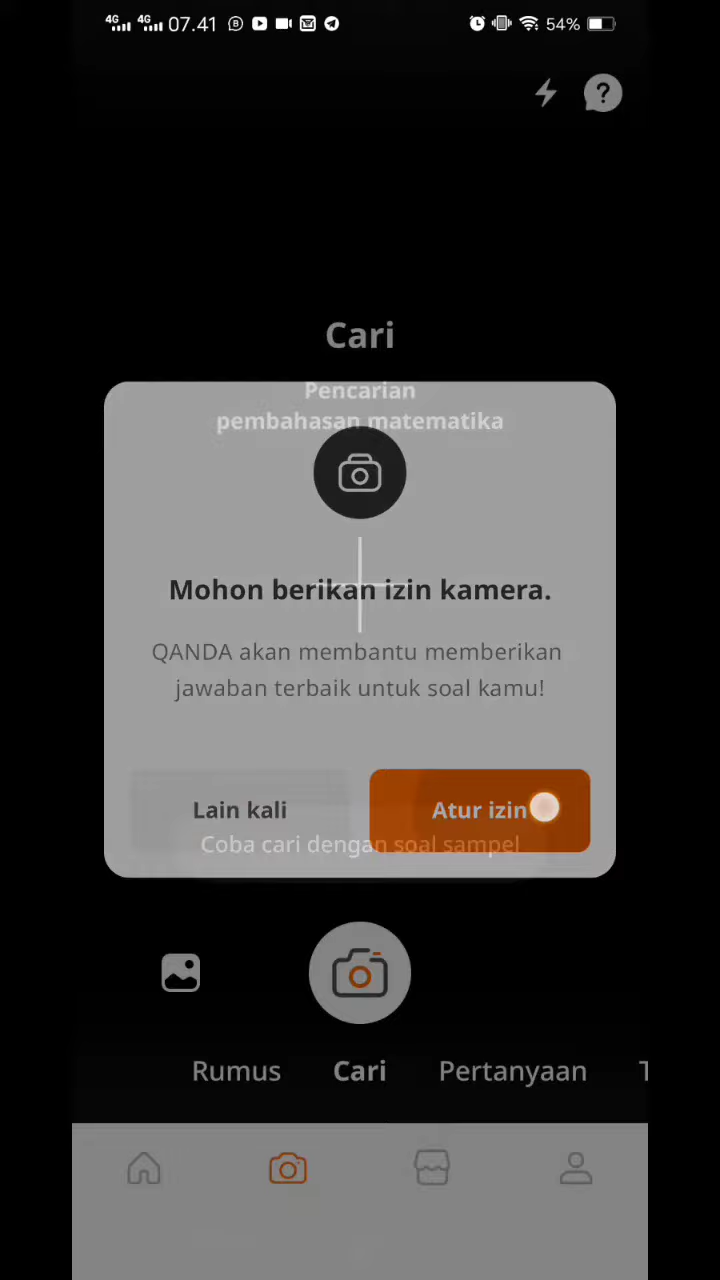 4G 4G 07.41 54%
Cari
Pencarian
pembahasan matematika
Mohon berikan izin kamera.
QANDA akan membantu memberikan
jawaban terbaik untuk soal kamu!
Lain kali Atur izin
Coba cari dengan soal sampel
Rumus Cari Pertanyaan T